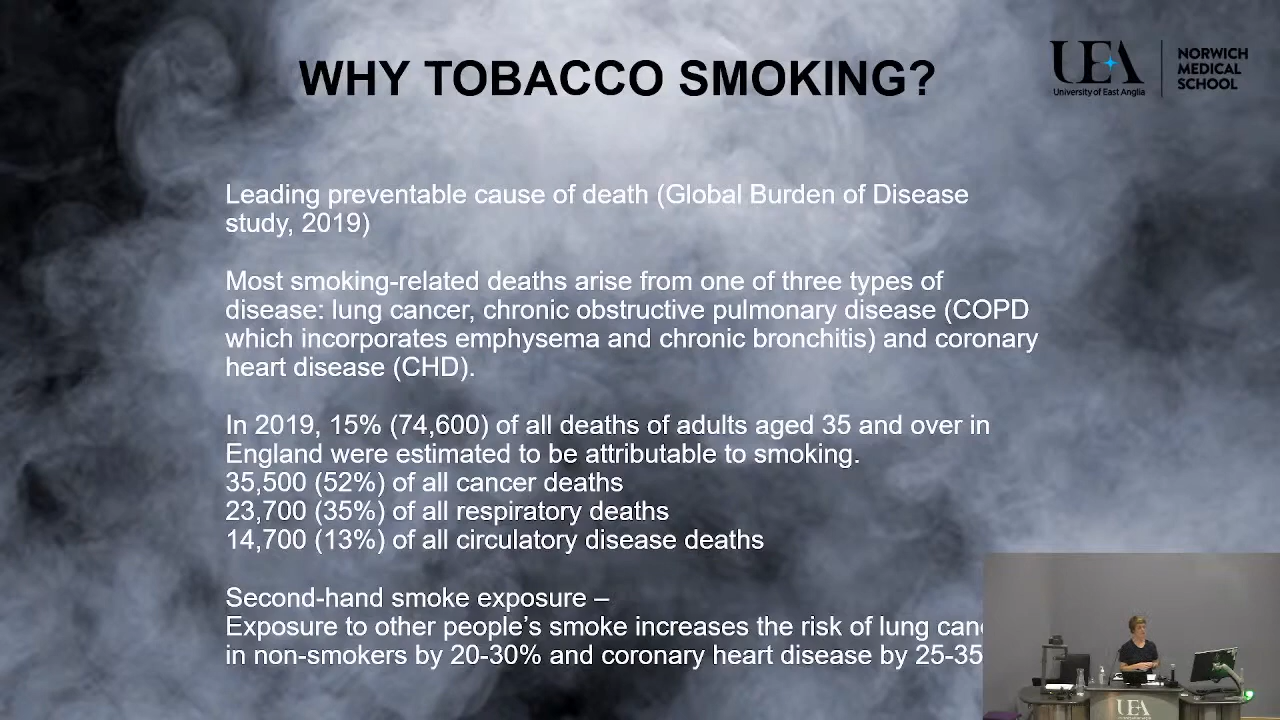 WHY TOBACCO SMOKING?
UEA
University of East Anglia
NORWICH
MEDICAL
SCHOOL
Leading preventable cause of death (Global Burden of Disease
study, 2019)
Most smoking-related deaths arise from one of three types of
disease: lung cancer, chronic obstructive pulmonary disease (COPD
which incorporates emphysema and chronic bronchitis) and coronary
heart disease (CHD).
In 2019, 15% (74,600) of all deaths of adults aged 35 and over in
England were estimated to be attributable to smoking.
35,500 (52%) of all cancer deaths
23,700 (35%) of all respiratory deaths
14,700 (13%) of all circulatory disease deaths
Second-hand smoke exposure –
Exposure to other people’s smoke increases the risk of lung
in non-smokers by 20-30% and coronary heart disease by 25-35
UEA